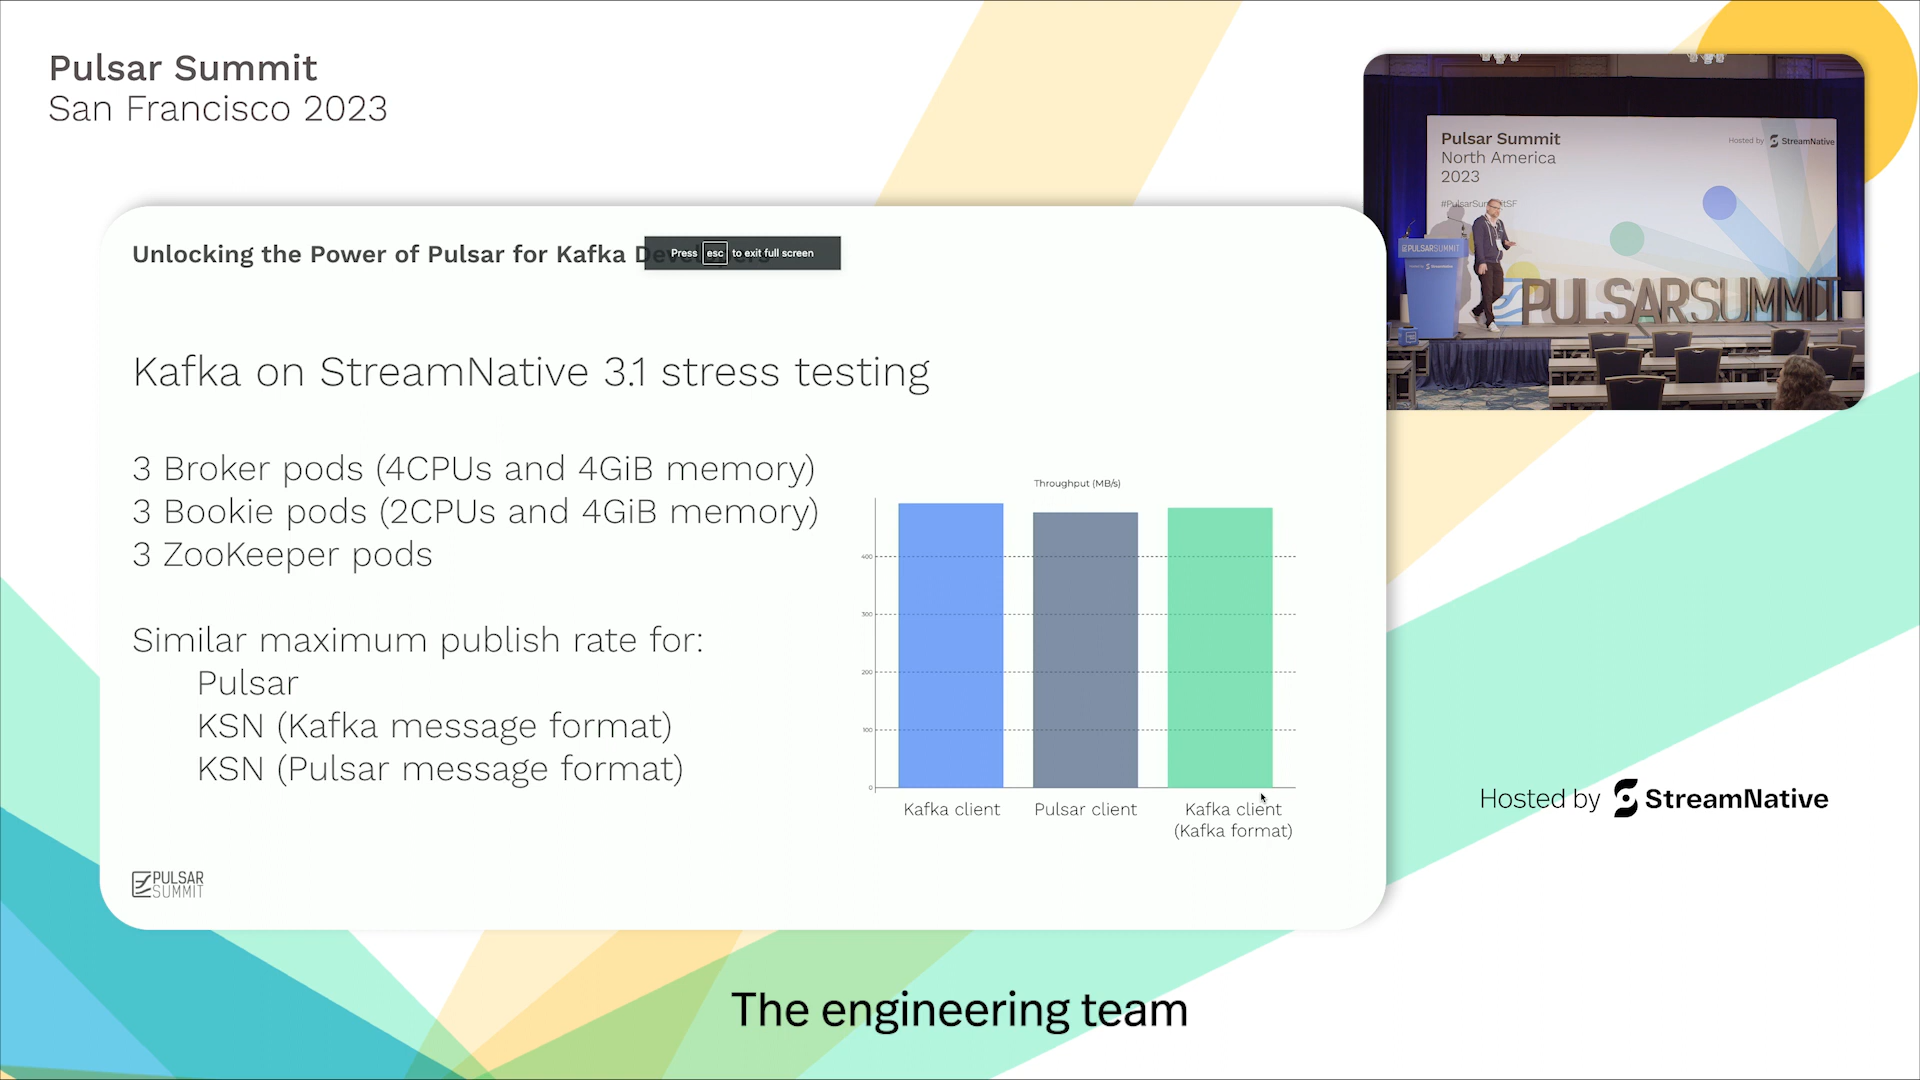 Pulsar Summit
San Francisco 2023
Pulsar Summit
North America
2023
Hosted by StreamNative
PULSARSUMMIT
PULSARSUMMIT
Unlocking the Power of Pulsar for Kafka
Press esc to exit full screen
Kafka on StreamNative 3.1 stress testing
3 Broker pods (4CPUs and 4GiB memory)
3 Bookie pods (2CPUs and 4GiB memory)
3 ZooKeeper pods
Similar maximum publish rate for:
Pulsar
KSN (Kafka message format)
KSN (Pulsar message format)
Throughput (MB/s)
400
300
200
100
0
Kafka client
Pulsar client
Kafka client
(Kafka format)
PULSAR
SUMMIT
Hosted by StreamNative
The engineering team